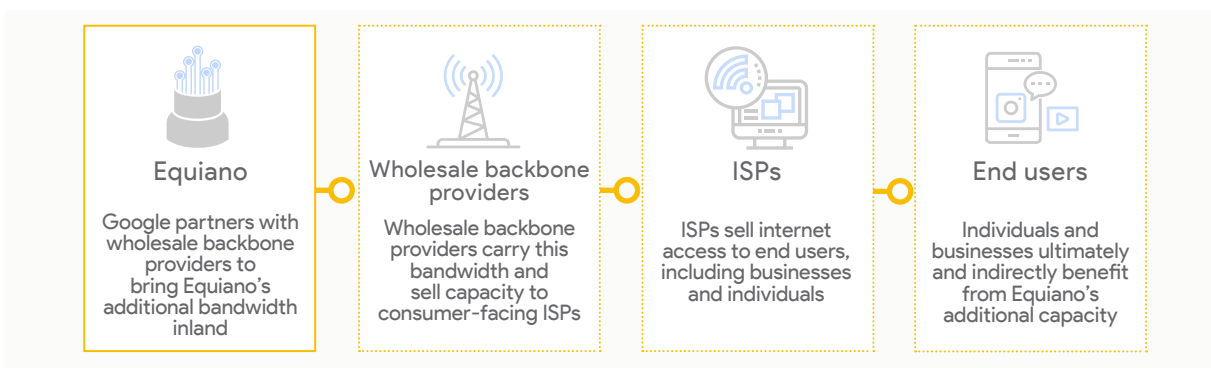 Equiano
Google partners with
wholesale backbone
providers to
bring Equiano's
additional bandwidth
inland
Wholesale backbone
providers
Wholesale backbone
providers carry this
bandwidth and
sell capacity to
consumer-facing ISPs
ISPs
ISPs sell internet
access to end users,
including businesses
and individuals
End users
Individuals and
businesses ultimately
and indirectly benefit
from Equiano's
additional capacity